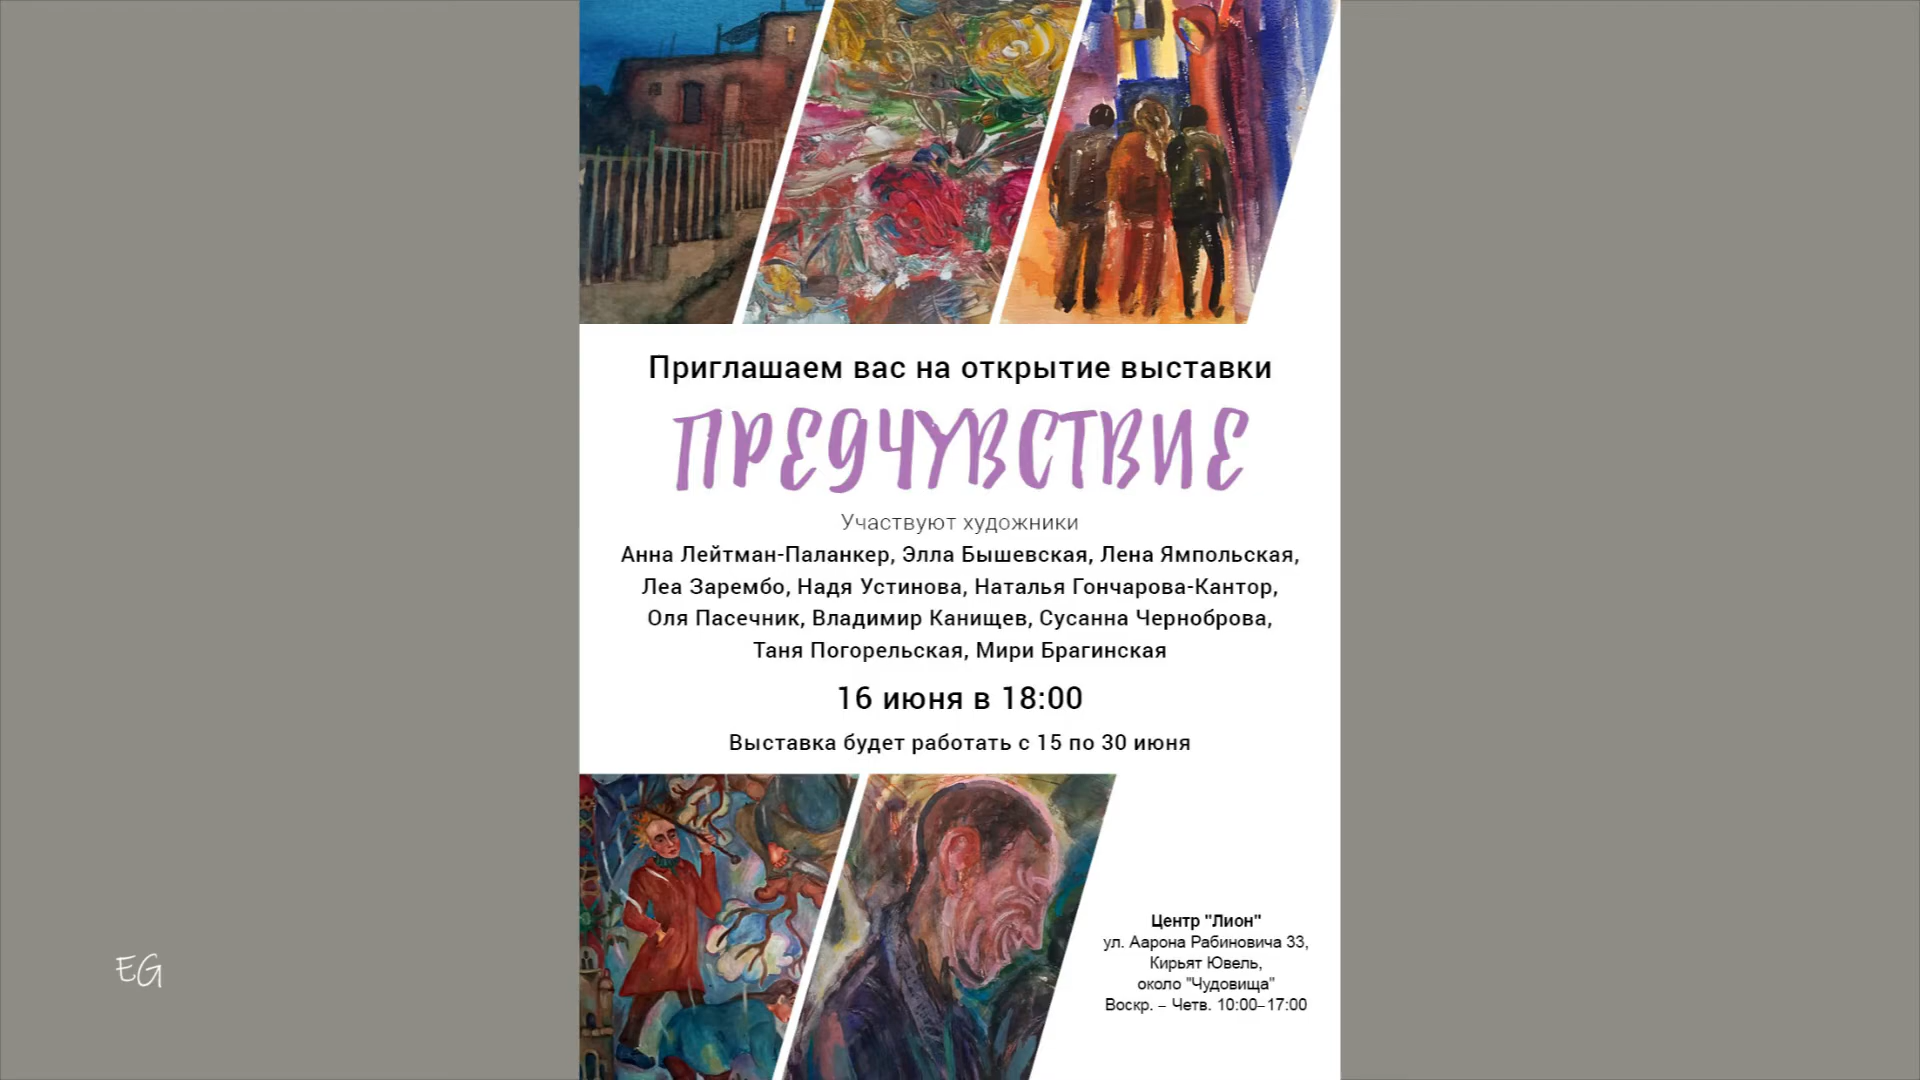 Приглашаем вас на открытие выставки
ПРЕДЧУВСТВИЕ
Участвуют художники
Анна Лейтман-Паланкер, Элла Бышевская, Лена Ямпольская,
Леа Зарембо, Надя Устинова, Наталья Гончарова-Кантор,
Оля Пасечник, Владимир Канищев, Сусанна Черноброва,
Таня Погорельская, Мири Брагинская
16 июня в 18:00
Выставка будет работать с 15 по 30 июня
Центр "Лион"
ул. Аарона Рабиновича 33,
Кирьят Ювель,
около "Чудовища"
Воскр. – Четв. 10:00–17:00
EG